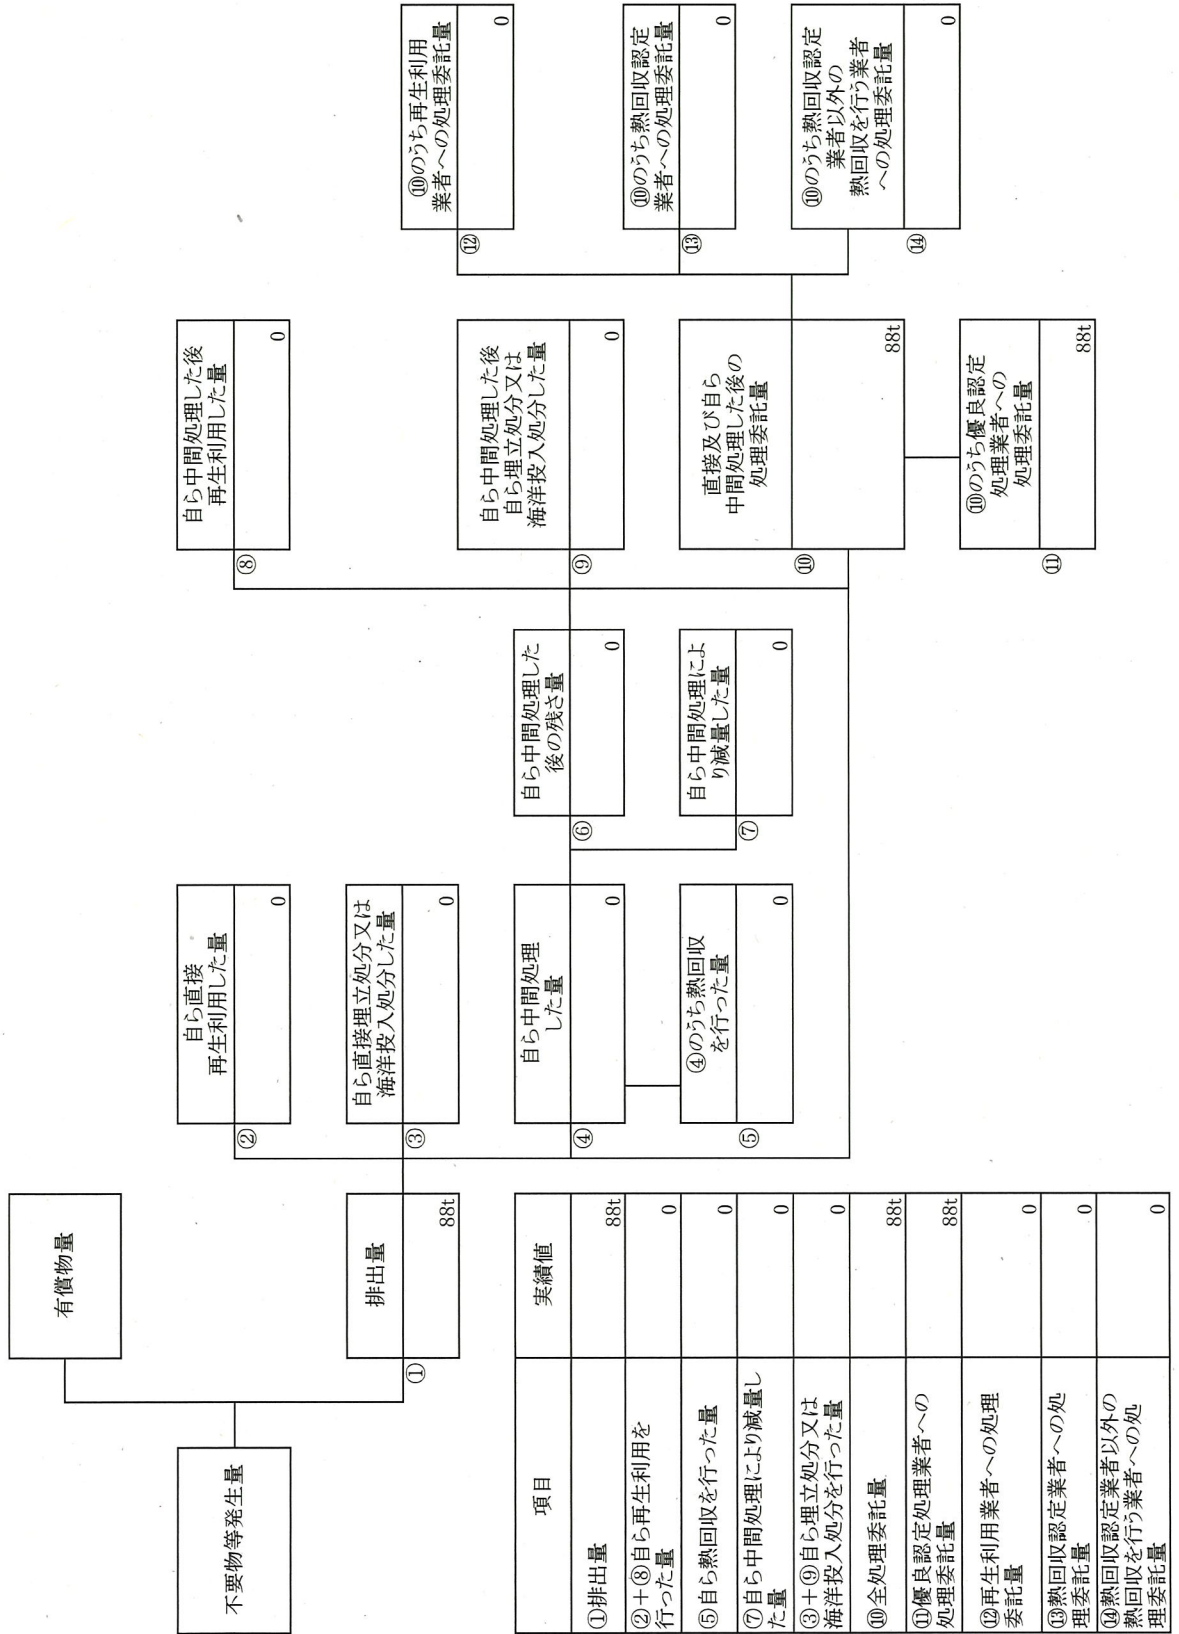 有償物量
不要物等発生量
排出量
①
88t
自ら直接
再生利用した量
②
0
自ら直接埋立処分又は
海洋投入処分した量
③
0
自ら中間処理
した量
④
0
④のうち熱回収
を行った量
⑤
0
自ら中間処理した
後の残さ量
⑥
0
自ら中間処理によ
り減量した量
⑦
0
自ら中間処理した後
再生利用した量
⑧
0
自ら中間処理した後
自ら埋立処分又は
海洋投入処分した量
⑨
0
直接及び自ら
中間処理した後の
処理委託量
⑩
88t
⑩のうち優良認定
処理業者への
処理委託量
⑪
88t
⑩のうち再生利用
業者への処理委託量
⑫
0
⑩のうち熱回収認定
業者への処理委託量
⑬
0
⑩のうち熱回収認定
業者以外の
熱回収を行う業者
への処理委託量
⑭
0
項目 実績値
①排出量 88t
②+⑧自ら再生利用を
行った量 0
⑤自ら熱回収を行った量 0
⑦自ら中間処理により減量し
た量 0
③+⑨自ら埋立処分又は
海洋投入処分を行った量 0
⑩全処理委託量 88t
⑪優良認定処理業者への
処理委託量 88t
⑫再生利用業者への処理
委託量 0
⑬熱回収認定業者への処
理委託量 0
⑭熱回収認定業者以外の
熱回収を行う業者への処
理委託量 0